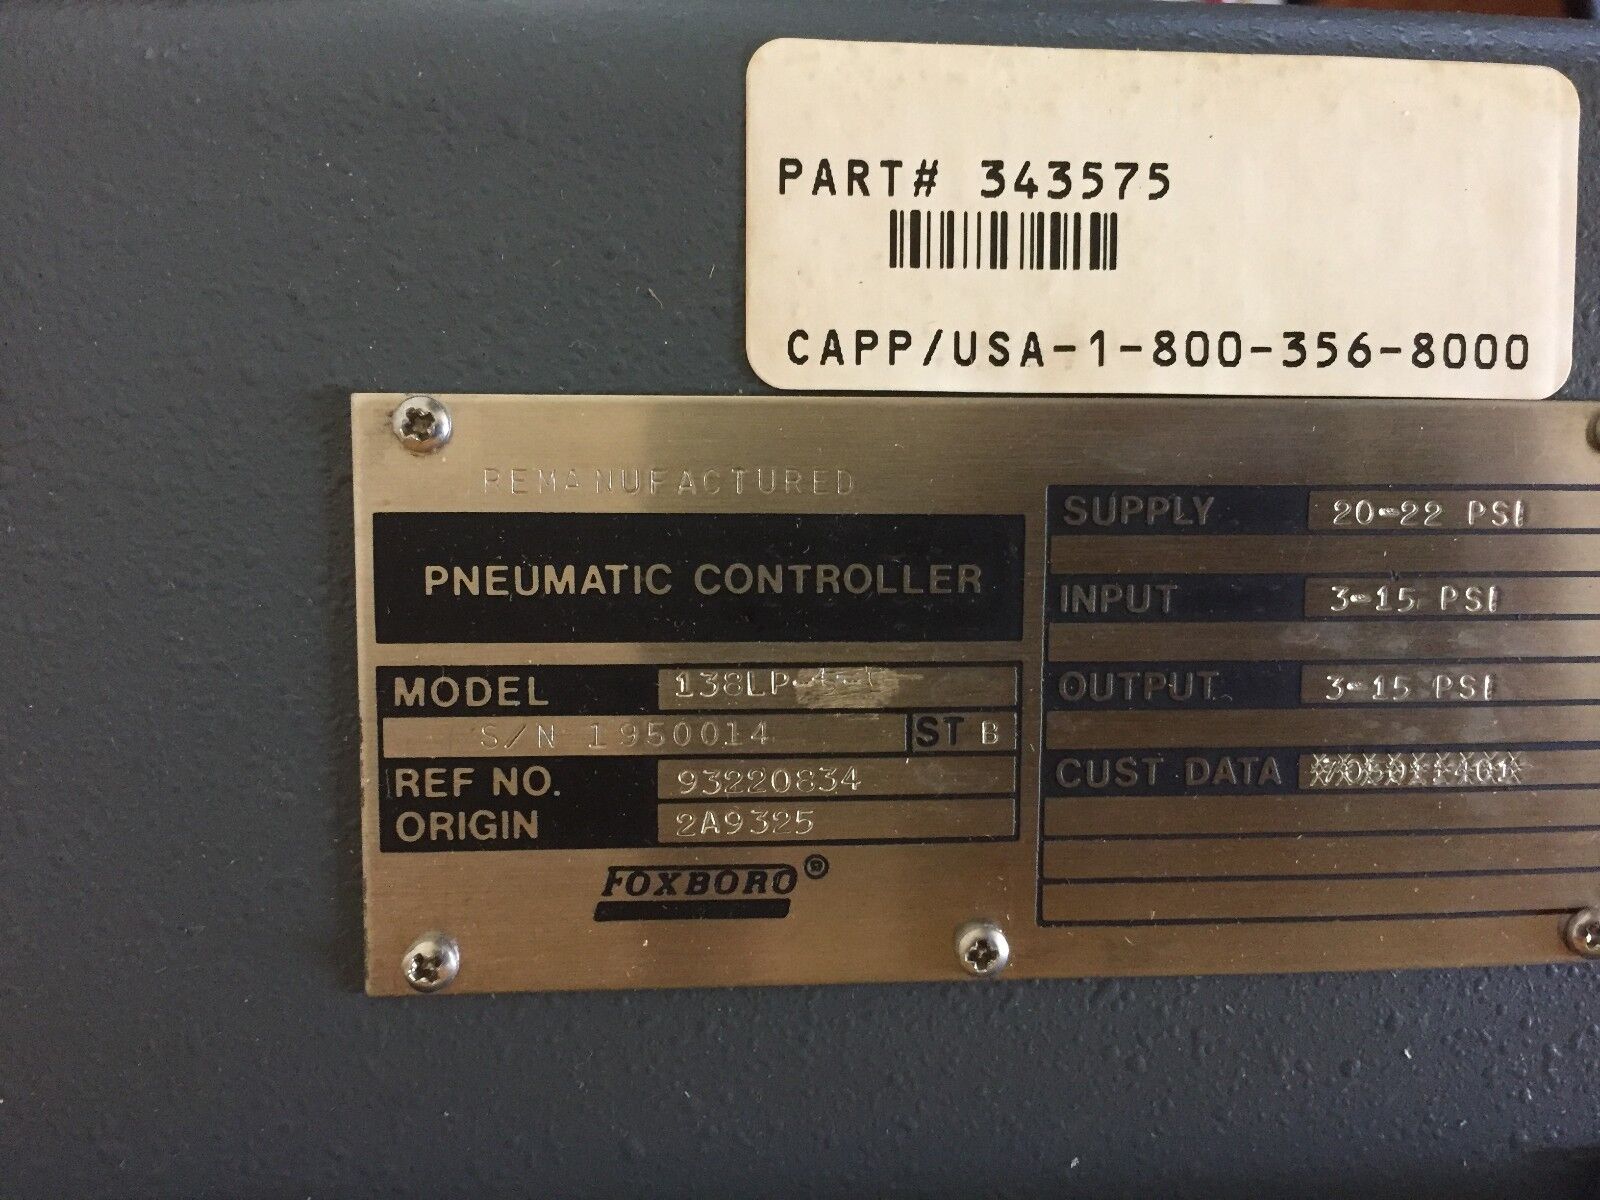 PART# 343575
CAPP/USA-1-800-356-8000
REMANUFACTURED
PNEUMATIC CONTROLLER
MODEL 138LP
S/N 1950014 ST B
REF NO. 93220834
ORIGIN 2A9325
FOXBORO®
SUPPLY 20-22 PSI
INPUT 3-15 PSI
OUTPUT 3-15 PSI
CUST DATA